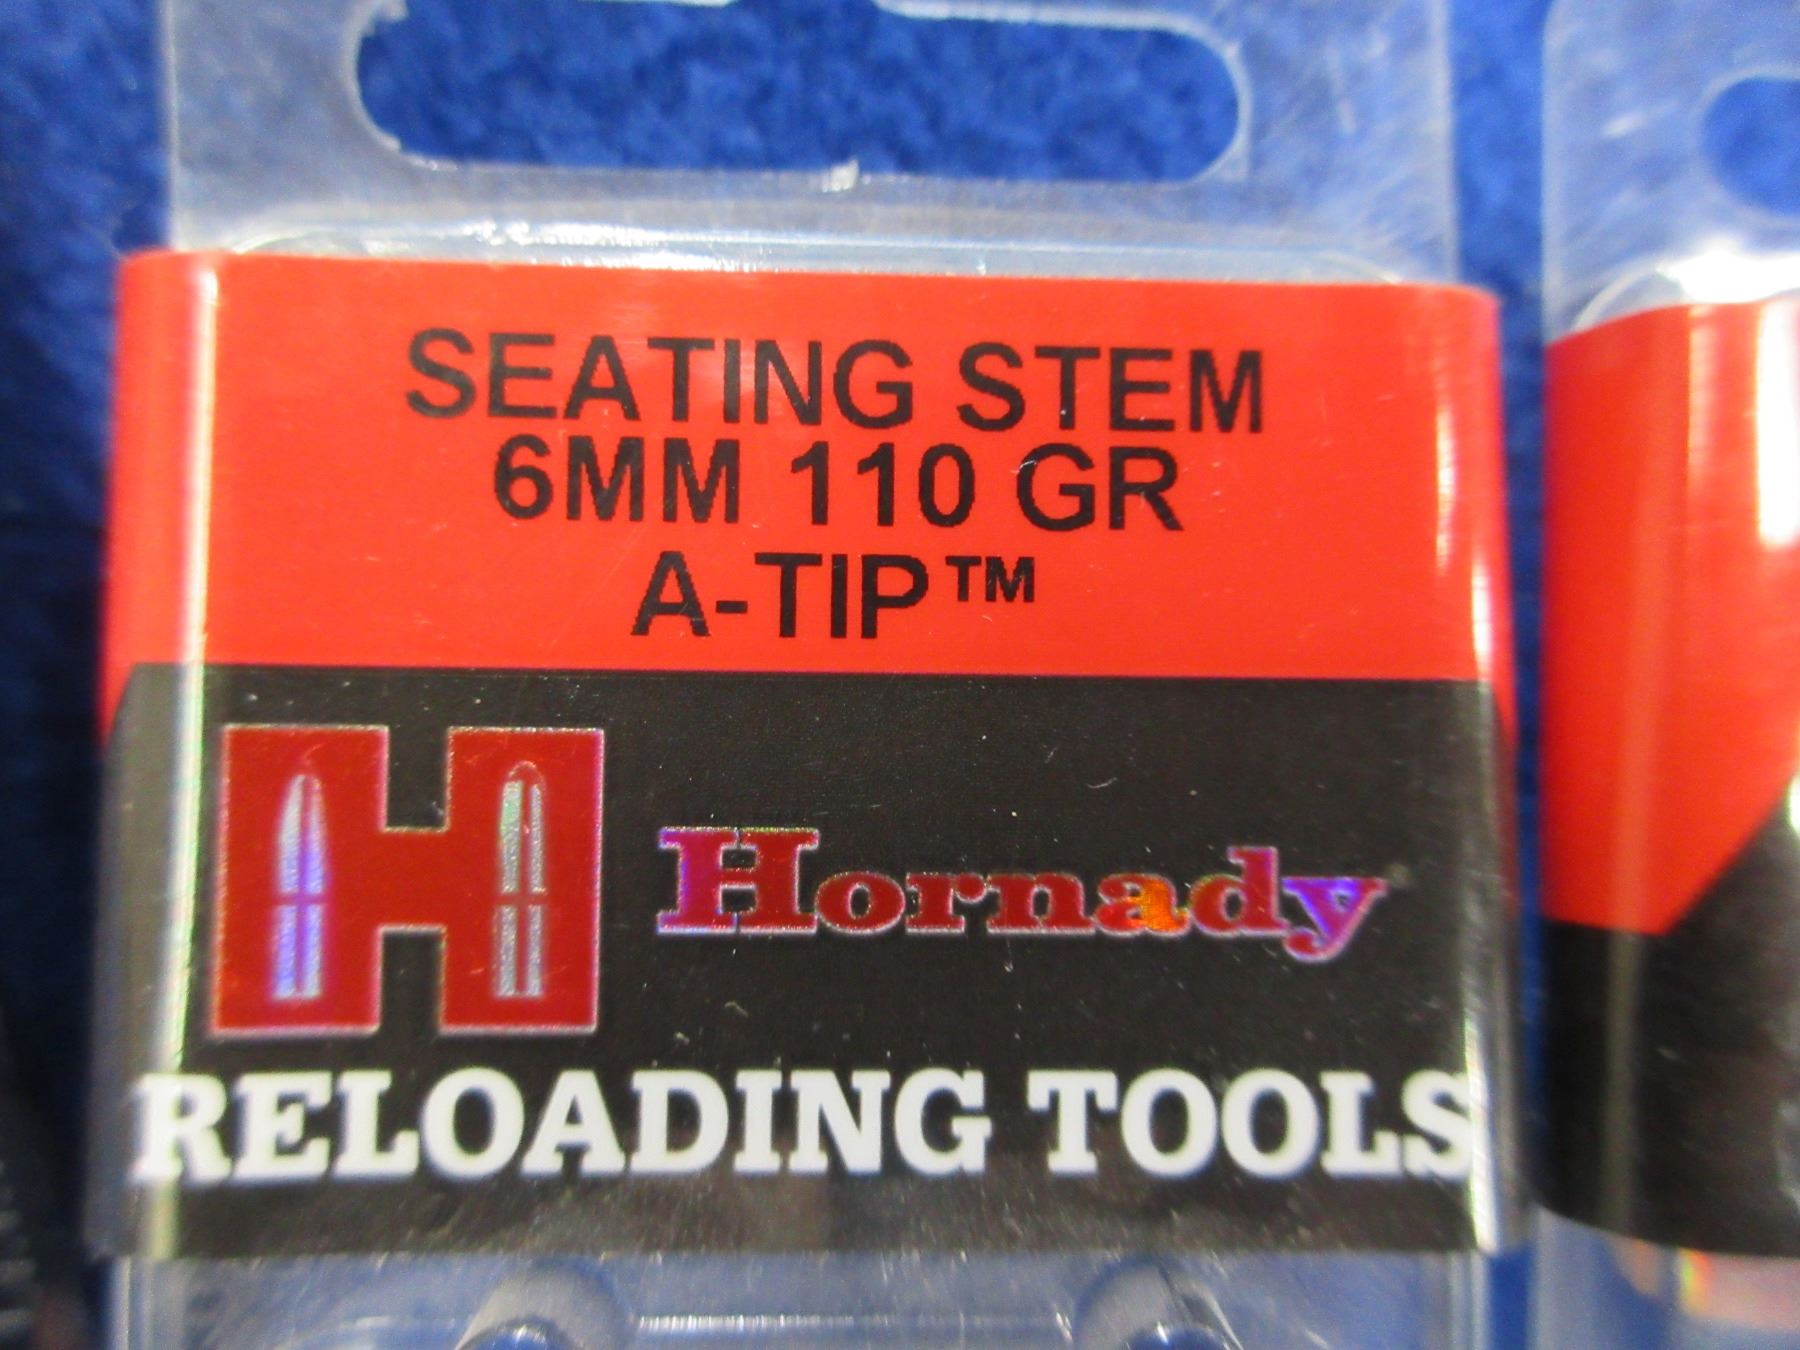 SEATING STEM
6MM 110 GR
A-TIP™
H Hornady
RELOADING TOOLS